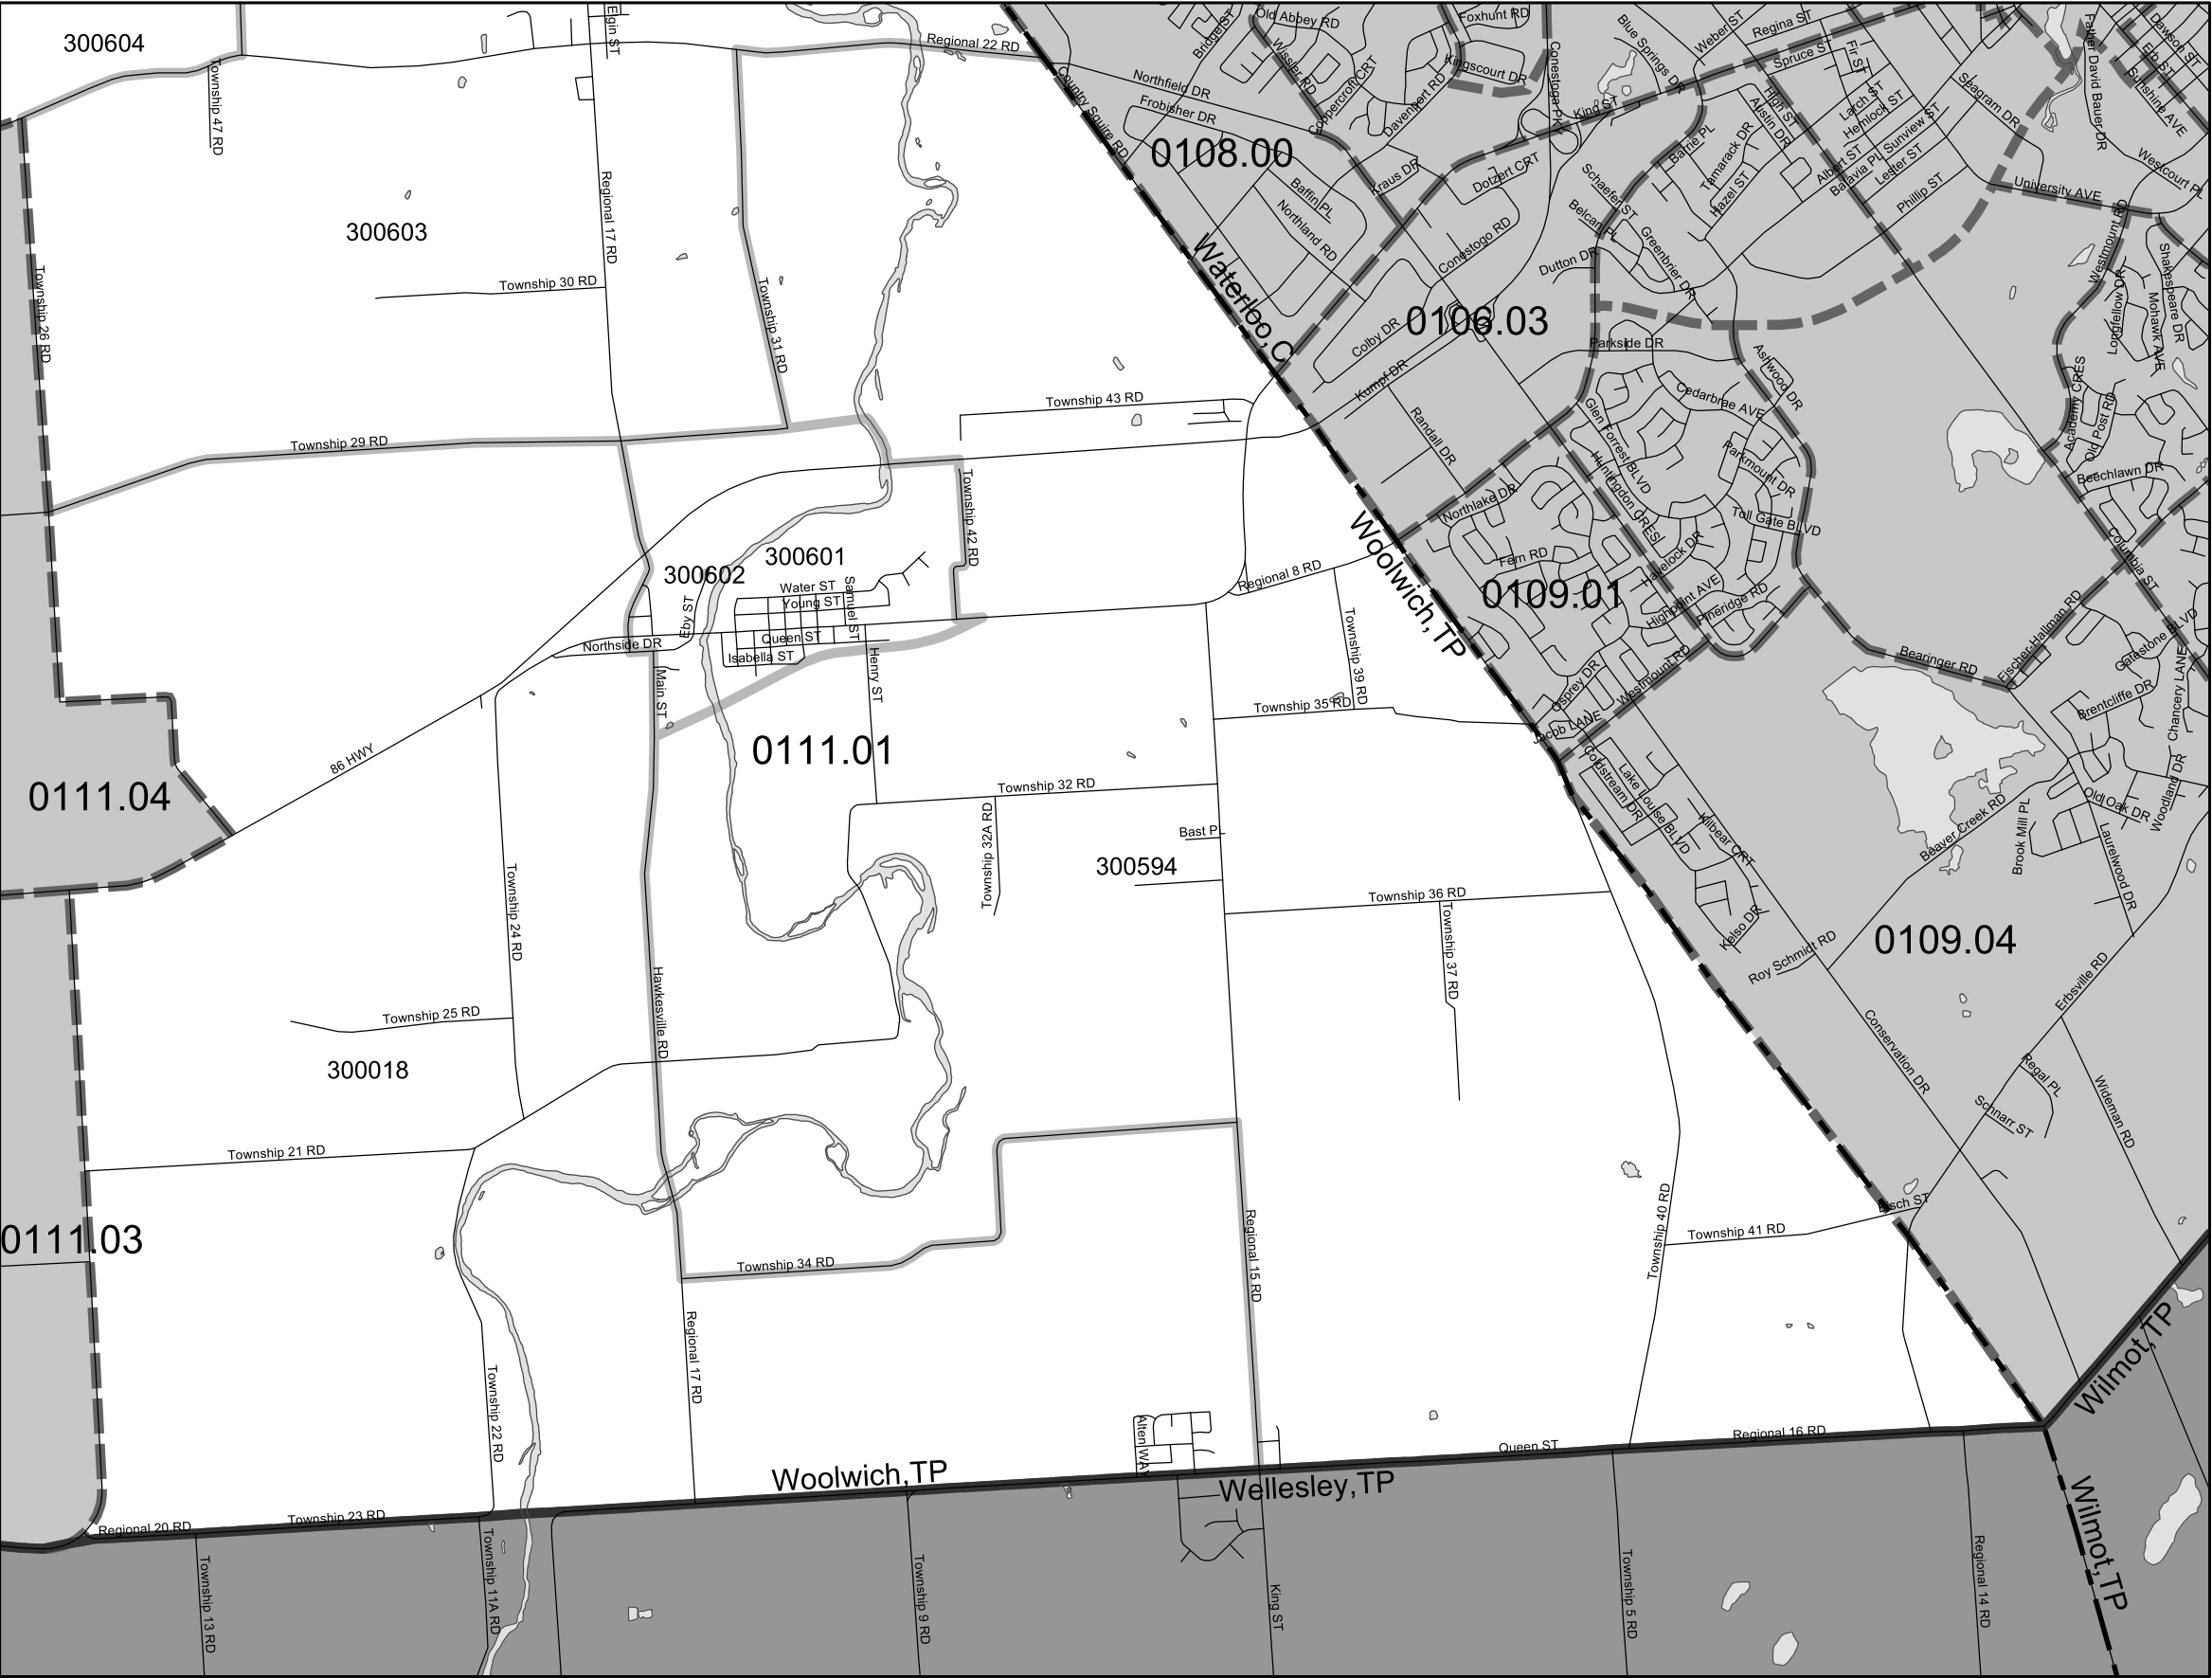 300604
Township 47 RD
Elgin ST
Regional 22 RD
Country Squire RD
Northfield DR
Frobisher DR
Bridge ST
Old Abbey RD
Wissler RD
Coppercroft CRT
Davenport RD
Foxhunt RD
Kingscourt DR
Conestoga PK
Blue Springs DR
Weber ST
Regina ST
Spruce S
Fir ST
King ST
High ST
Austin DR
Larch ST
Hemlock ST
Sunview ST
Albert ST
Batavia PL
Lester ST
Phillip ST
Seagram DR
Father David Bauer DR
Dawson ST
Erb ST
Sunshine AVE
Westcourt PL
University AVE
0108.00
Kraus DR
Dotzert CRT
Baffin PL
Northland RD
Conestogo RD
Schaefer ST
Belcan PL
Barrie PL
Tamarack DR
Hazel ST
Greenbrier DR
Dutton DR
Westmount RD
Longfellow DR
Shakespeare DR
Mohawk AVE
300603
Regional 17 RD
Township 30 RD
Township 26 RD
Township 31 RD
Waterloo,C
0106.03
Colby DR
Kumpf DR
Parkside DR
Ashwood DR
Cedarbrae AVE
Glen Forrest BLVD
Academy CRES
Old Post RD
Township 43 RD
Township 29 RD
Randall DR
Parkmount DR
Huntingdon CRES
Toll Gate BLVD
Beechlawn DR
Columbia ST
Township 42 RD
Northlake DR
Fern RD
Havelock DR
300601
300602
Water ST
Young ST
Samuel ST
Queen ST
Isabella ST
Eby ST
Northside DR
Main ST
Henry ST
Regional 8 RD
Woolwich,TP
0109.01
Highpoint AVE
Pineridge RD
Township 39 RD
Township 35 RD
Osprey DR
Westmount RD
Jacob LANE
Bearinger RD
Fischer-Hallman RD
Gatestone BLVD
Brentcliffe DR
Chancery LANE
0111.01
0111.04
86 HWY
Township 32 RD
Township 32A RD
Bast P
300594
Coldstream DR
Lake Louise BLVD
Kilbear CRT
Kelso DR
Beaver Creek RD
Brook Mill PL
Old Oak DR
Woodland DR
Laurelwood DR
Township 24 RD
Township 36 RD
Township 37 RD
0109.04
Roy Schmidt RD
Erbsville RD
Hawkesville RD
Township 25 RD
300018
Conservation DR
Regal PL
Schnarr ST
Wideman RD
Township 21 RD
0111.03
Township 34 RD
Regional 15 RD
Township 40 RD
Township 41 RD
Regional 17 RD
Township 22 RD
Alten WAY
Wilmot,TP
Queen ST
Regional 16 RD
Woolwich,TP
Wellesley,TP
Regional 20 RD
Township 23 RD
Township 13 RD
Township 11A RD
Township 9 RD
King ST
Township 5 RD
Regional 14 RD
Wilmot,TP